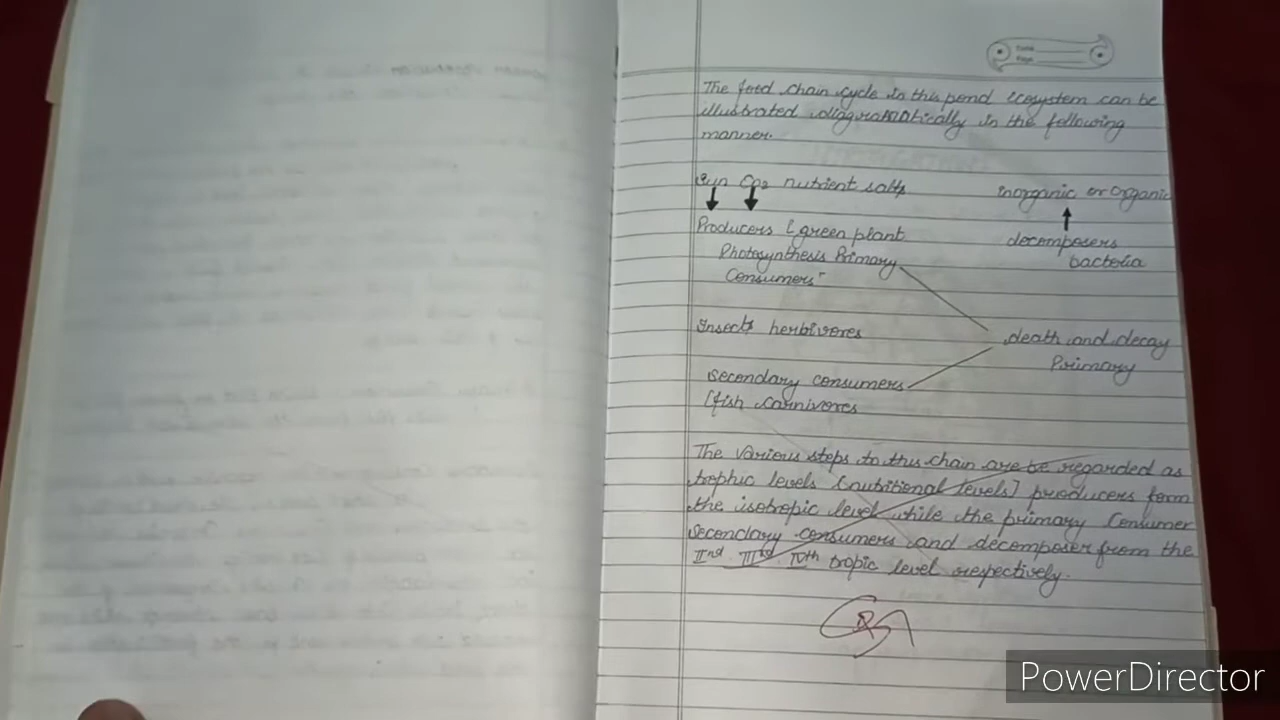 The food chain cycle in this pond ecosystem can be
illustrated diagramatically in the following
manner.
Sun Co2 nutrient salts
inorganic or organic
Producers [green plant
decomposers
Photosynthesis Primary
bacteria
Consumers
Insects herbivores
death and decay
Primary
secondary consumers
[fish carnivores
The various steps to this chain are be regarded as
trophic levels (nutritional levels] producers form
the isotropic level while the primary Consumer
secondary consumers and decomposer from the
IInd IIIrd IVth tropic level respectively.
PowerDirector